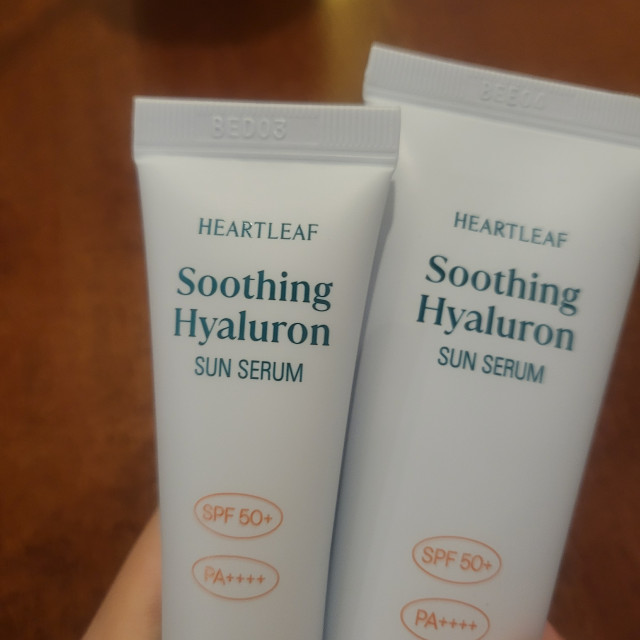 BED03
HEARTLEAF
Soothing
Hyaluron
SUN SERUM
SPF 50+
PA++++
HEARTLEAF
Soothing
Hyaluron
SUN SERUM
SPF 50+
PA++++